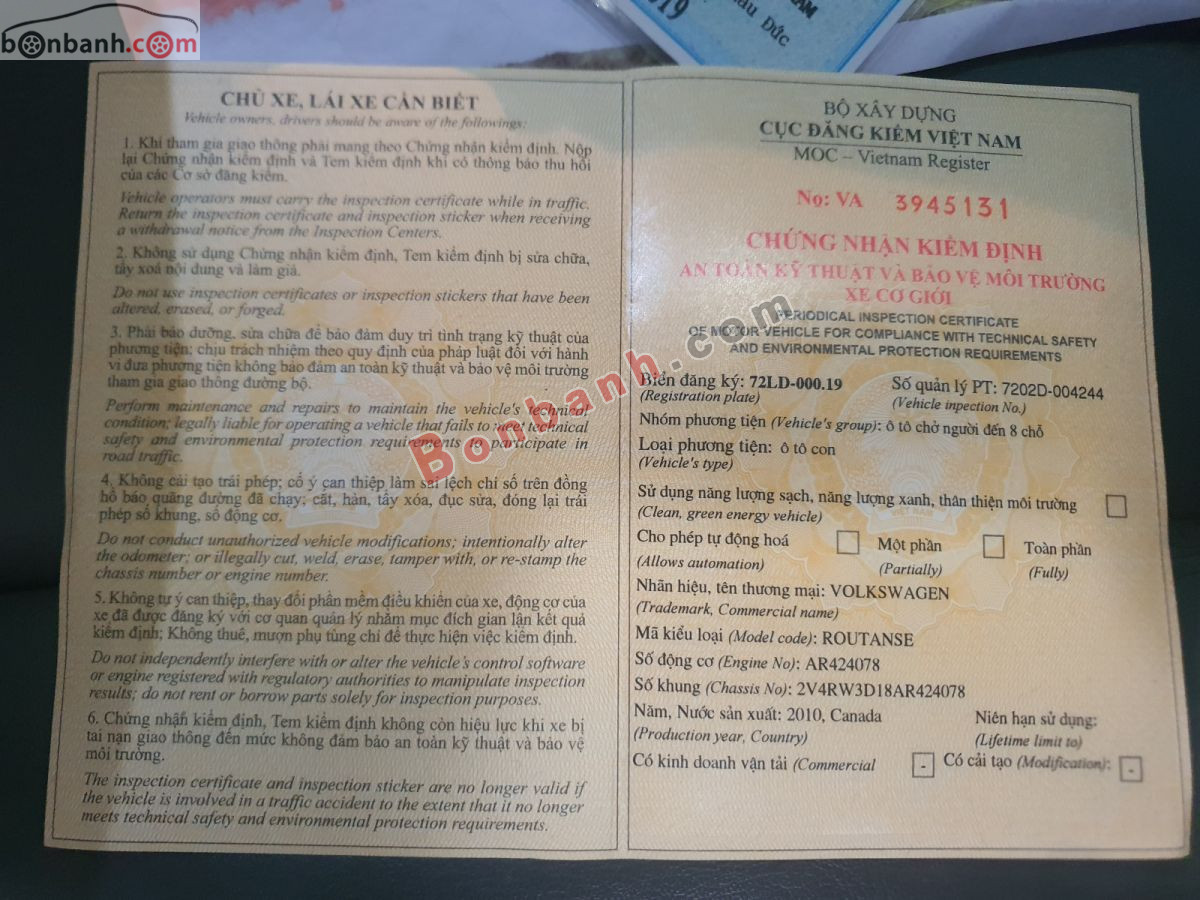 bonbanh.com
019
NAM
hâu Đức
CHỦ XE, LÁI XE CẦN BIẾT
Vehicle owners, drivers should be aware of the followings:
1. Khi tham gia giao thông phải mang theo Chứng nhận kiểm định. Nộp
lại Chứng nhận kiểm định và Tem kiểm định khi có thông báo thu hồi
của các Cơ sở đăng kiểm.
Vehicle operators must carry the inspection certificate while in traffic.
Return the inspection certificate and inspection sticker when receiving
a withdrawal notice from the Inspection Centers.
2. Không sử dụng Chứng nhận kiểm định, Tem kiểm định bị sửa chữa,
tẩy xoá nội dung và làm giả.
Do not use inspection certificates or inspection stickers that have been
altered, erased, or forged.
3. Phải bảo dưỡng, sửa chữa để bảo đảm duy trì tình trạng kỹ thuật của
phương tiện; chịu trách nhiệm theo quy định của pháp luật đối với hành
vi đưa phương tiện không bảo đảm an toàn kỹ thuật và bảo vệ môi trường
tham gia giao thông đường bộ.
Perform maintenance and repairs to maintain the vehicle's technical
condition; legally liable for operating a vehicle that fails to meet technical
safety and environmental protection requirements to participate in
road traffic.
4. Không cải tạo trái phép; cố ý can thiệp làm sai lệch chỉ số trên đồng
hồ báo quãng đường đã chạy; cắt, hàn, tẩy xóa, đục sửa, đóng lại trái
phép số khung, số động cơ.
Do not conduct unauthorized vehicle modifications; intentionally alter
the odometer; or illegally cut, weld, erase, tamper with, or re-stamp the
chassis number or engine number.
5. Không tự ý can thiệp, thay đổi phần mềm điều khiển của xe, động cơ của
xe đã được đăng ký với cơ quan quản lý nhằm mục đích gian lận kết quả
kiểm định; Không thuê, mượn phụ tùng chỉ để thực hiện việc kiểm định.
Do not independently interfere with or alter the vehicle's control software
or engine registered with regulatory authorities to manipulate inspection
results; do not rent or borrow parts solely for inspection purposes.
6. Chứng nhận kiểm định, Tem kiểm định không còn hiệu lực khi xe bị
tai nạn giao thông đến mức không đảm bảo an toàn kỹ thuật và bảo vệ
môi trường.
The inspection certificate and inspection sticker are no longer valid if
the vehicle is involved in a traffic accident to the extent that it no longer
meets technical safety and environmental protection requirements.
BỘ XÂY DỰNG
CỤC ĐĂNG KIỂM VIỆT NAM
MOC – Vietnam Register
No: VA 3945131
CHỨNG NHẬN KIỂM ĐỊNH
AN TOÀN KỸ THUẬT VÀ BẢO VỆ MÔI TRƯỜNG
XE CƠ GIỚI
PERIODICAL INSPECTION CERTIFICATE
OF MOTOR VEHICLE FOR COMPLIANCE WITH TECHNICAL SAFETY
AND ENVIRONMENTAL PROTECTION REQUIREMENTS
Biển đăng ký: 72LD-000.19 Số quản lý PT: 7202D-004244
(Registration plate) (Vehicle inpection No.)
Nhóm phương tiện (Vehicle's group): ô tô chở người đến 8 chỗ
Loại phương tiện: ô tô con
(Vehicle's type)
Sử dụng năng lượng sạch, năng lượng xanh, thân thiện môi trường
(Clean, green energy vehicle)
Cho phép tự động hoá Một phần Toàn phần
(Allows automation) (Partially) (Fully)
Nhãn hiệu, tên thương mại: VOLKSWAGEN
(Trademark, Commercial name)
Mã kiểu loại (Model code): ROUTANSE
Số động cơ (Engine No): AR424078
Số khung (Chassis No): 2V4RW3D18AR424078
Năm, Nước sản xuất: 2010, Canada Niên hạn sử dụng:
(Production year, Country) (Lifetime limit to)
Có kinh doanh vận tải (Commercial - Có cải tạo (Modification): -
Bonbanh.com